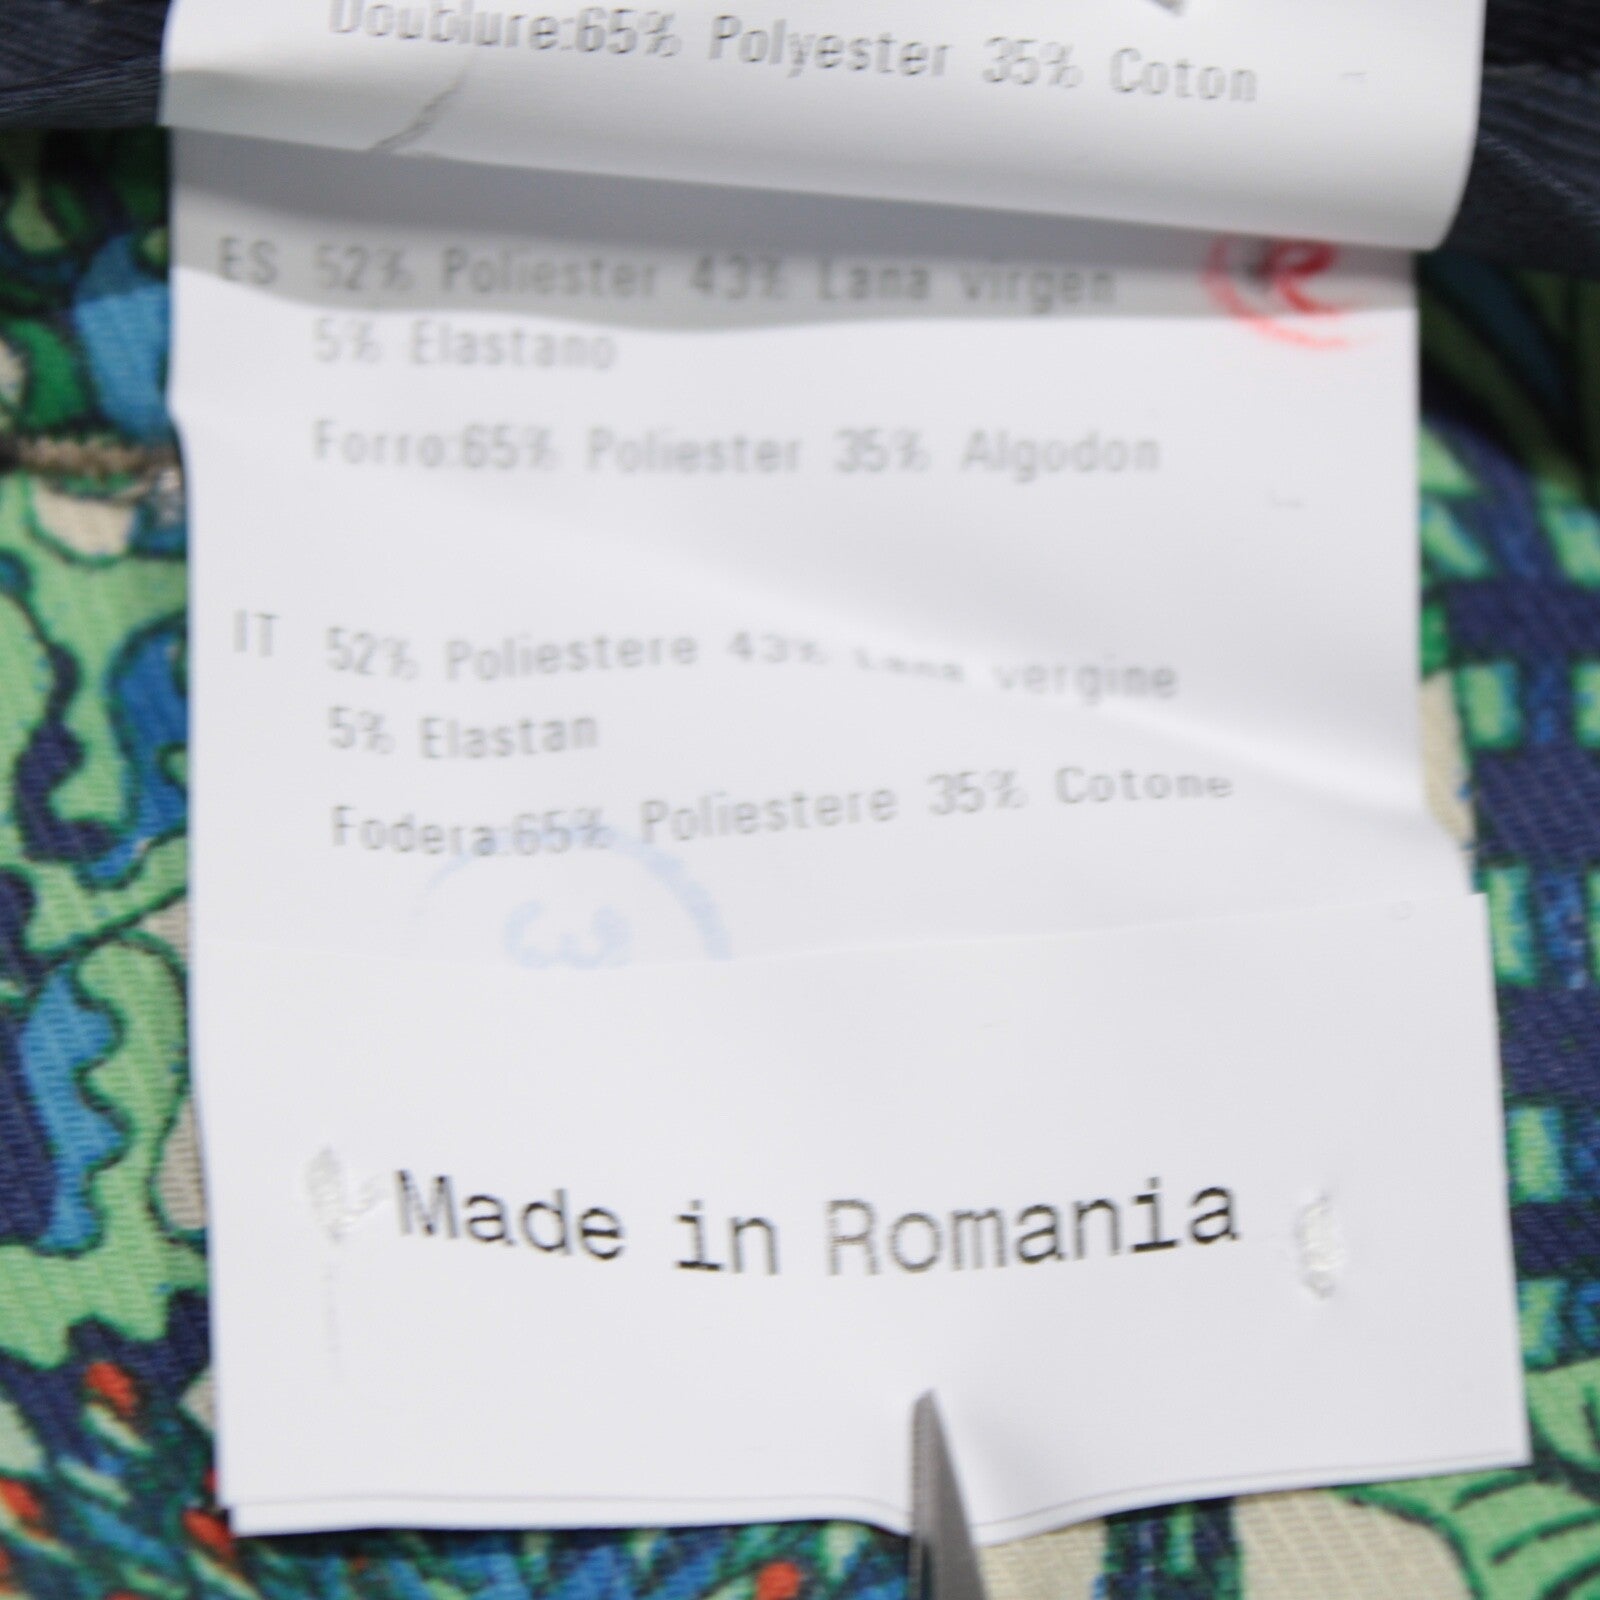 Doublure:65% Polyester 35% Coton
ES 52% Poliester 43% Lana virgen
5% Elastano
Forro:65% Poliester 35% Algodon
IT 52% Poliestere 43% Lana vergine
5% Elastan
Fodera:65% Poliestere 35% Cotone
Made in Romania